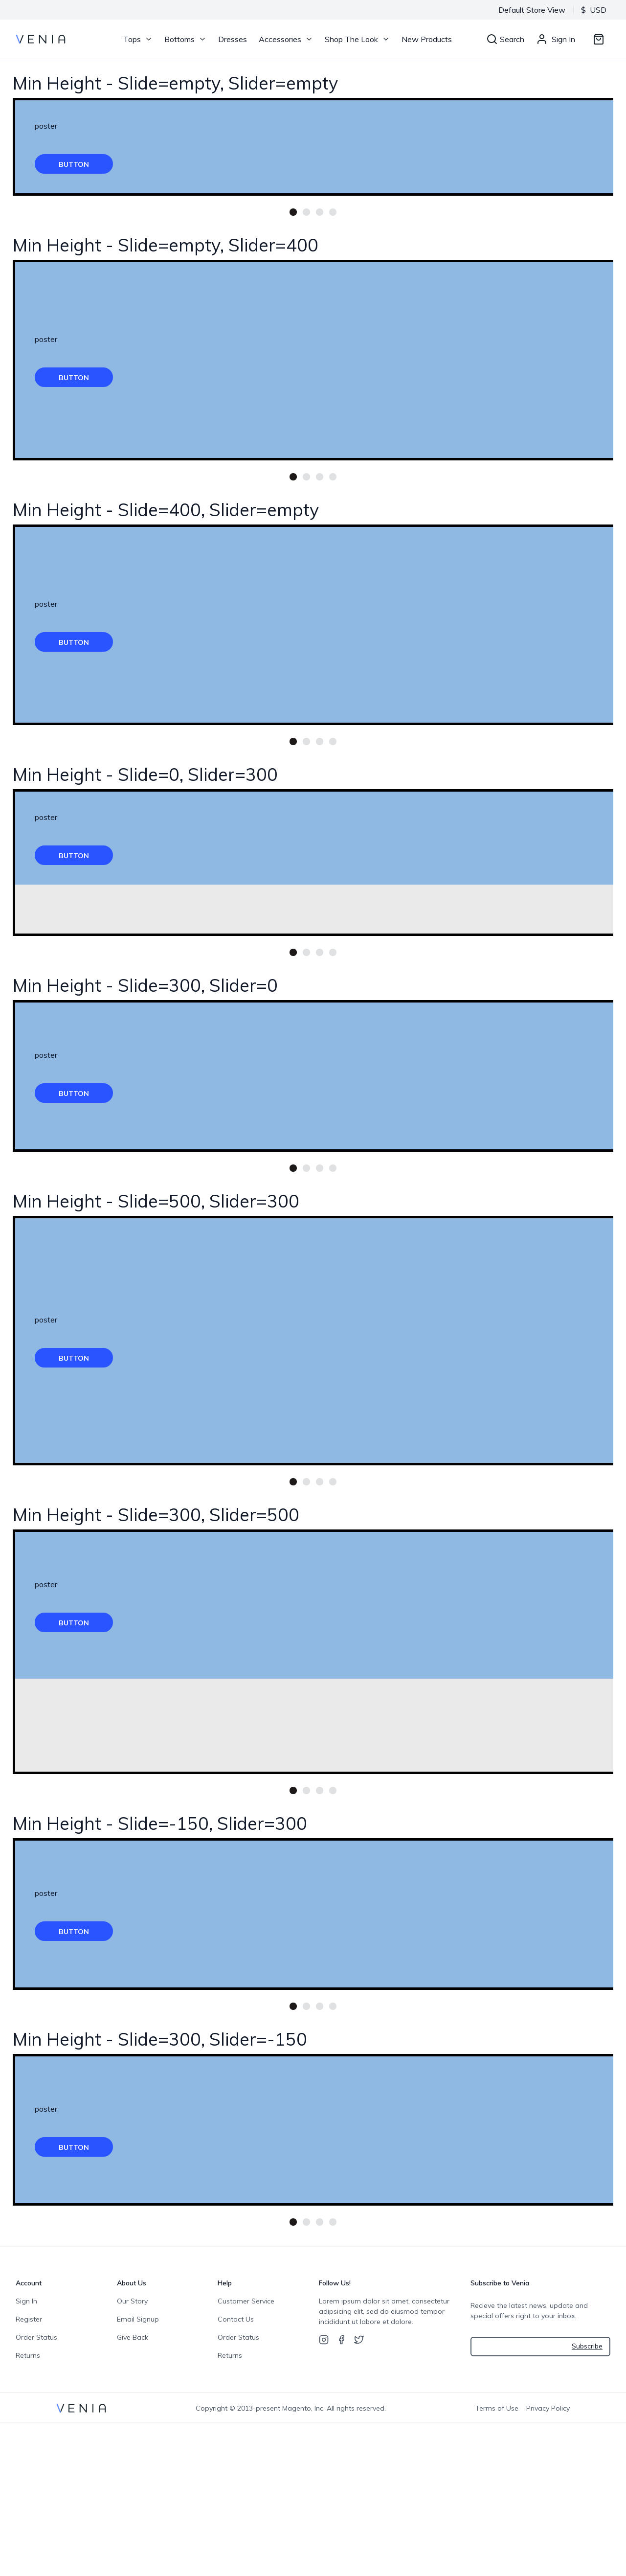 Default Store View $ USD
VENIA Tops Bottoms Dresses Accessories Shop The Look New Products Search Sign In
Min Height - Slide=empty, Slider=empty
poster
BUTTON
Min Height - Slide=empty, Slider=400
poster
BUTTON
Min Height - Slide=400, Slider=empty
poster
BUTTON
Min Height - Slide=0, Slider=300
poster
BUTTON
Min Height - Slide=300, Slider=0
poster
BUTTON
Min Height - Slide=500, Slider=300
poster
BUTTON
Min Height - Slide=300, Slider=500
poster
BUTTON
Min Height - Slide=-150, Slider=300
poster
BUTTON
Min Height - Slide=300, Slider=-150
poster
BUTTON
Account
Sign In
Register
Order Status
Returns
About Us
Our Story
Email Signup
Give Back
Help
Customer Service
Contact Us
Order Status
Returns
Follow Us!
Lorem ipsum dolor sit amet, consectetur
adipsicing elit, sed do eiusmod tempor
incididunt ut labore et dolore.
Subscribe to Venia
Recieve the latest news, update and
special offers right to your inbox.
Subscribe
VENIA Copyright © 2013-present Magento, Inc. All rights reserved. Terms of Use Privacy Policy